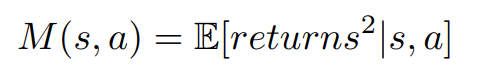 M(s, a) = 𝔼[returns²|s, a]